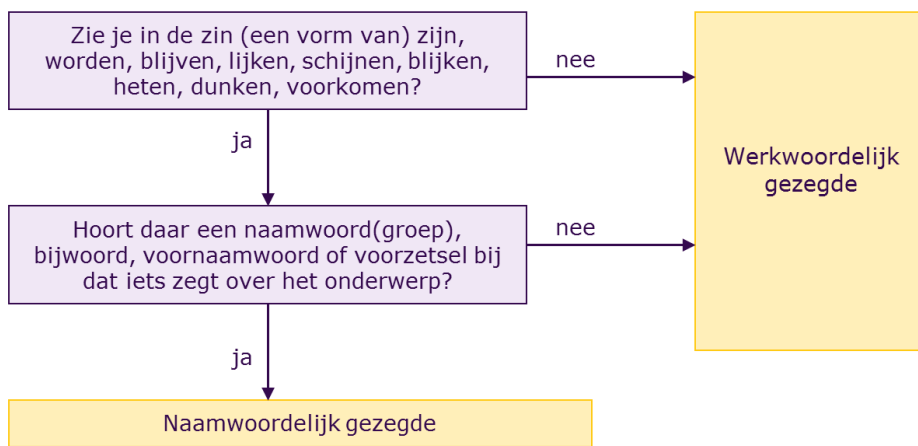 Zie je in de zin (een vorm van) zijn,
worden, blijven, lijken, schijnen, blijken,
heten, dunken, voorkomen?
nee
ja
Werkwoordelijk
gezegde
Hoort daar een naamwoord(groep),
bijwoord, voornaamwoord of voorzetsel bij
dat iets zegt over het onderwerp?
nee
ja
Naamwoordelijk gezegde